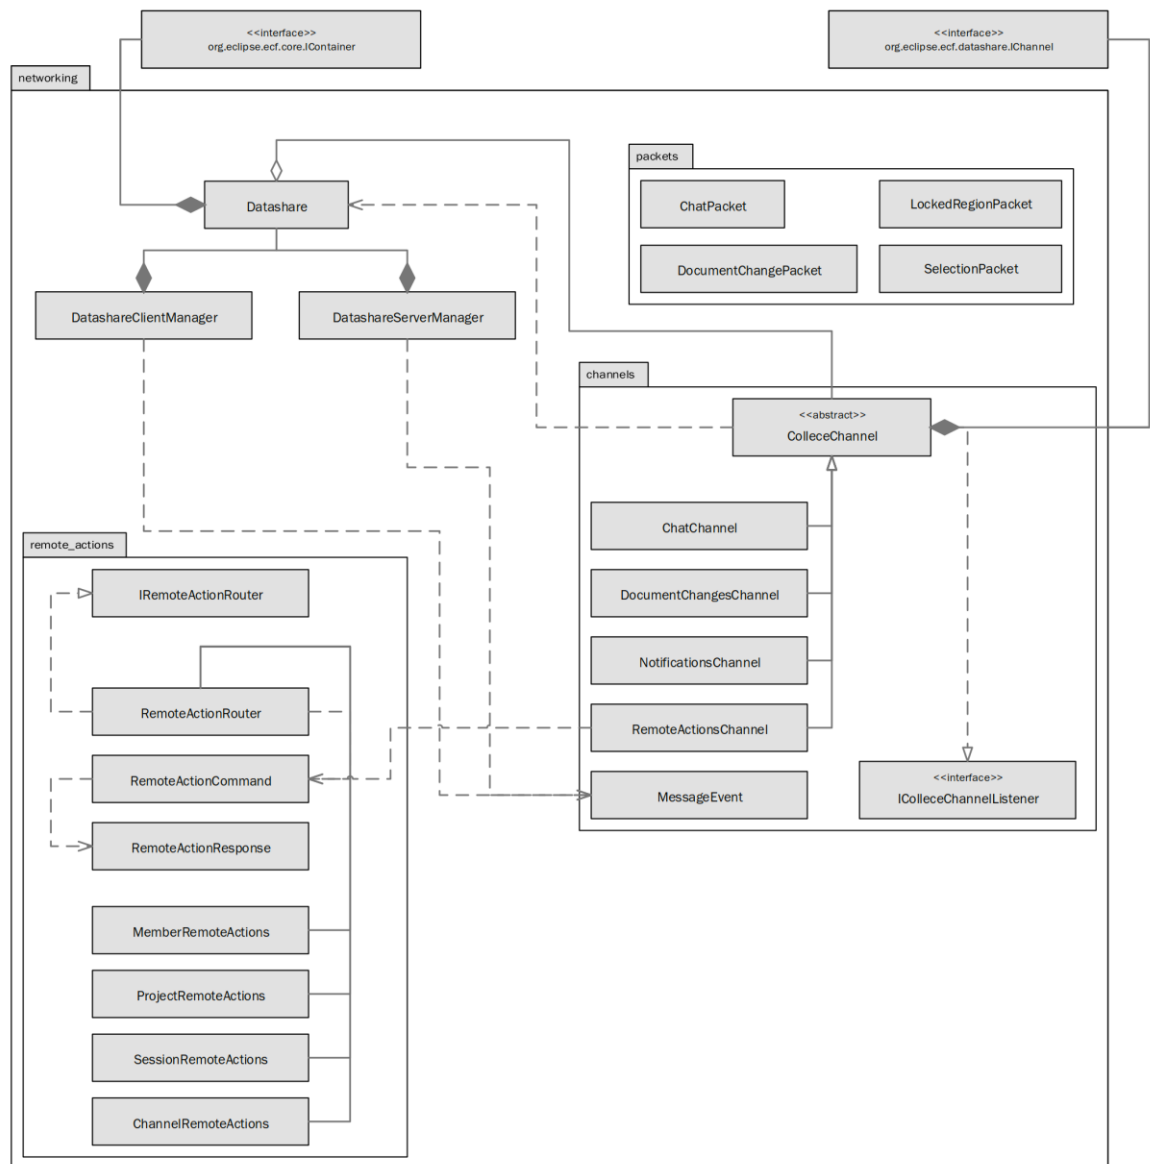 <<interface>>
org.eclipse.ecf.core.IContainer
<<interface>>
org.eclipse.ecf.datashare.IChannel
networking
packets
Datashare
ChatPacket
LockedRegionPacket
DocumentChangePacket
SelectionPacket
DatashareClientManager
DatashareServerManager
channels
<<abstract>>
ColleceChannel
ChatChannel
DocumentChangesChannel
NotificationsChannel
RemoteActionsChannel
MessageEvent
<<interface>>
IColleceChannelListener
remote_actions
IRemoteActionRouter
RemoteActionRouter
RemoteActionCommand
RemoteActionResponse
MemberRemoteActions
ProjectRemoteActions
SessionRemoteActions
ChannelRemoteActions